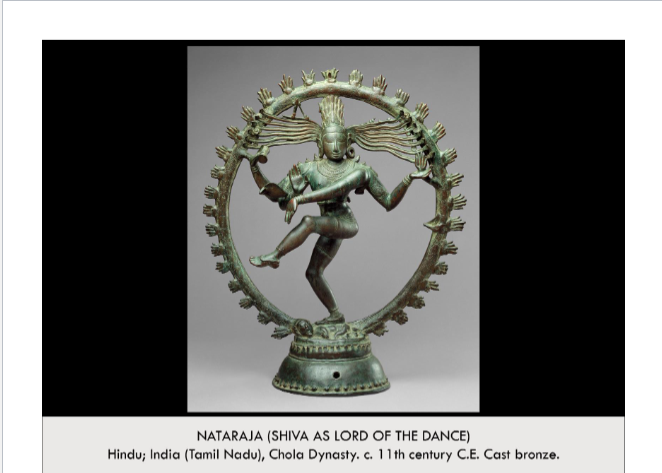 NATARAJA (SHIVA AS LORD OF THE DANCE)
Hindu; India (Tamil Nadu), Chola Dynasty. c. 11th century C.E. Cast bronze.